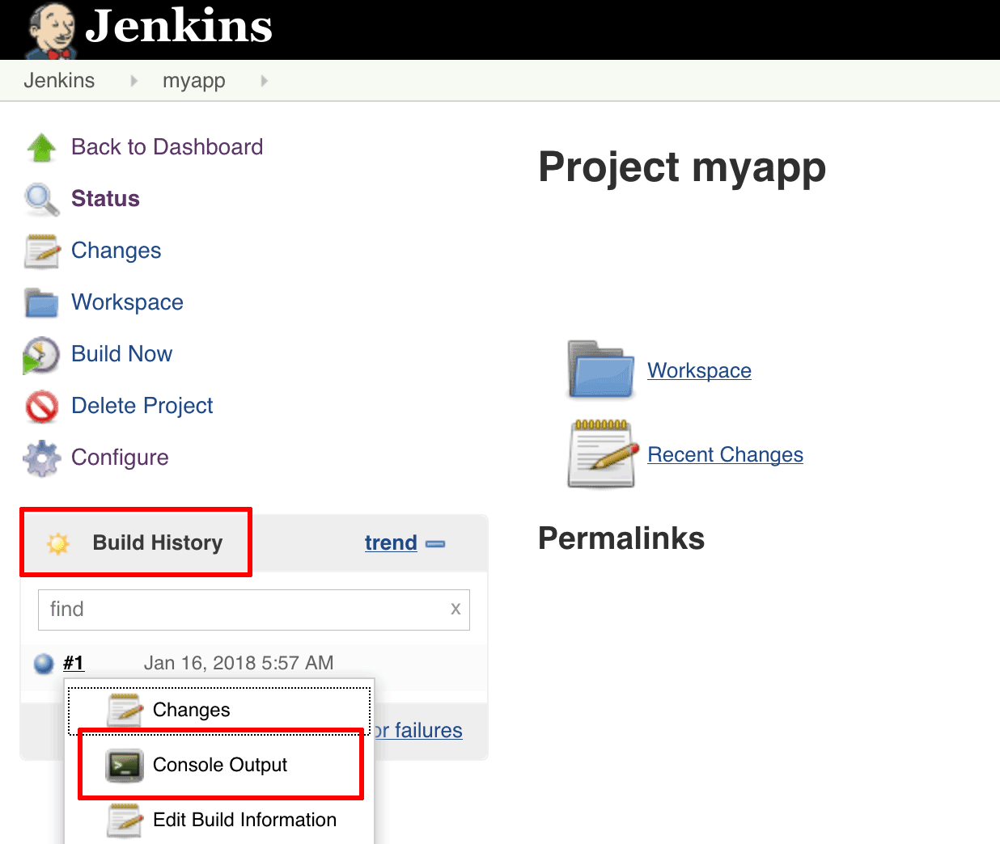 Jenkins
Jenkins myapp
Back to Dashboard
Status
Changes
Workspace
Build Now
Delete Project
Configure
Project myapp
Workspace
Recent Changes
Permalinks
Build History trend
find x
#1 Jan 16, 2018 5:57 AM
Changes
or failures
Console Output
Edit Build Information